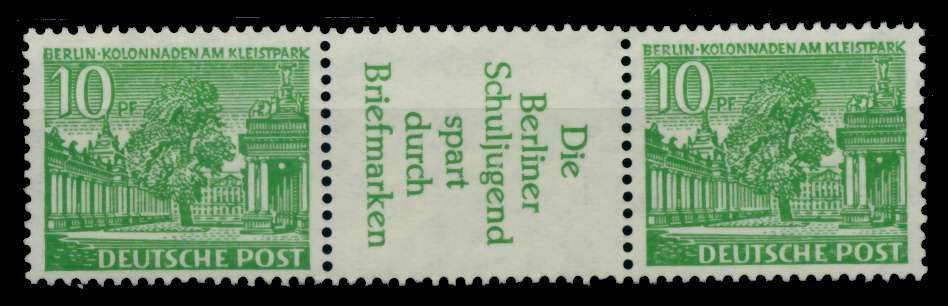 BERLIN·KOLONNADEN AM KLEISTPARK
10 PF
DEUTSCHE POST
Die
Berliner
Schuljugend
spart
durch
Briefmarken
BERLIN·KOLONNADEN AM KLEISTPARK
10 PF
DEUTSCHE POST